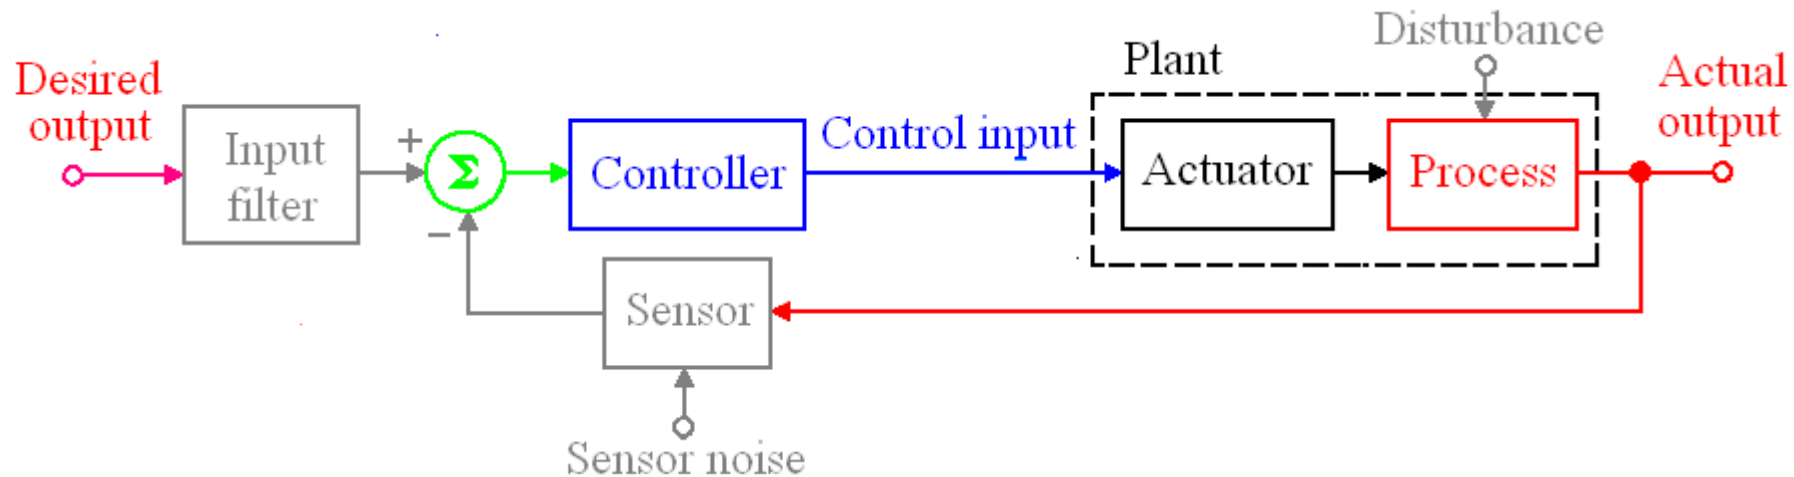 Desired
output
Input
filter
+
−
Σ
Controller
Control input
Plant
Actuator
Process
Disturbance
Actual
output
Sensor
Sensor noise